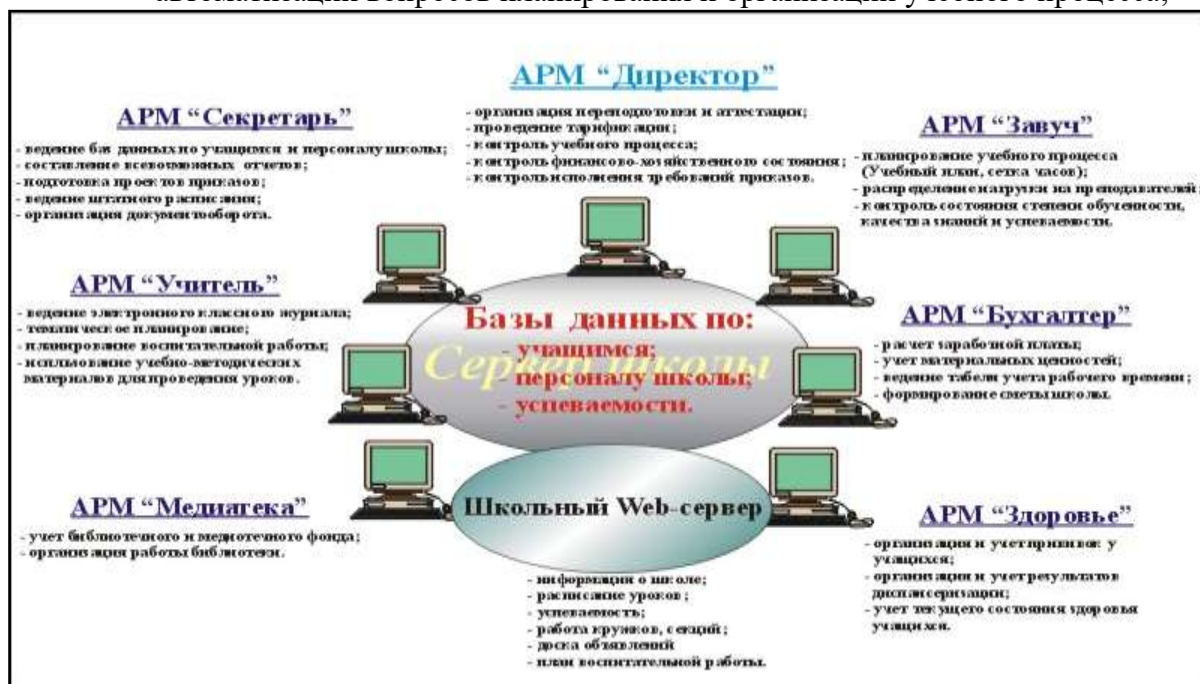 автоматизации вопросов планирования и организации учебного процесса;
АРМ “Директор”
- организация переподготовки и аттестации;
- проведение тарификации;
- контроль учебного процесса;
- контроль финансово-хозяйственного состояния;
- контроль исполнения требований приказов.
АРМ “Секретарь”
- ведение баз данных по учащимся и персоналу школы;
- составление всевозможных отчетов;
- подготовка проектов приказов;
- ведение штатного расписания;
- организация документооборота.
АРМ “Завуч”
- планирование учебного процесса
(Учебный план, сетка часов);
- распределение нагрузки на преподавателей;
- контроль состояния степени обученности,
качества знаний и успеваемости.
АРМ “Учитель”
- ведение электронного классного журнала;
- тематическое планирование;
- планирование воспитательной работы;
- использование учебно-методических
материалов для проведения уроков.
Базы данных по:
Сервер школы
- учащимся;
- персоналу школы;
- успеваемости.
АРМ “Бухгалтер”
- расчет заработной платы;
- учет материальных ценностей;
- ведение табели учета рабочего времени;
- формирование сметы школы.
АРМ “Медиатека”
- учет библиотечного и медиотечного фонда;
- организация работы библиотеки.
Школьный Web-сервер
- информация о школе;
- расписание уроков;
- успеваемость;
- работа кружков, секций;
- доска объявлений
- план воспитательной работы.
АРМ “Здоровье”
- организация и учет прививок у
учащихся;
- организация и учет результатов
диспансеризации;
- учет текущего состояния здоровья
учащихся.